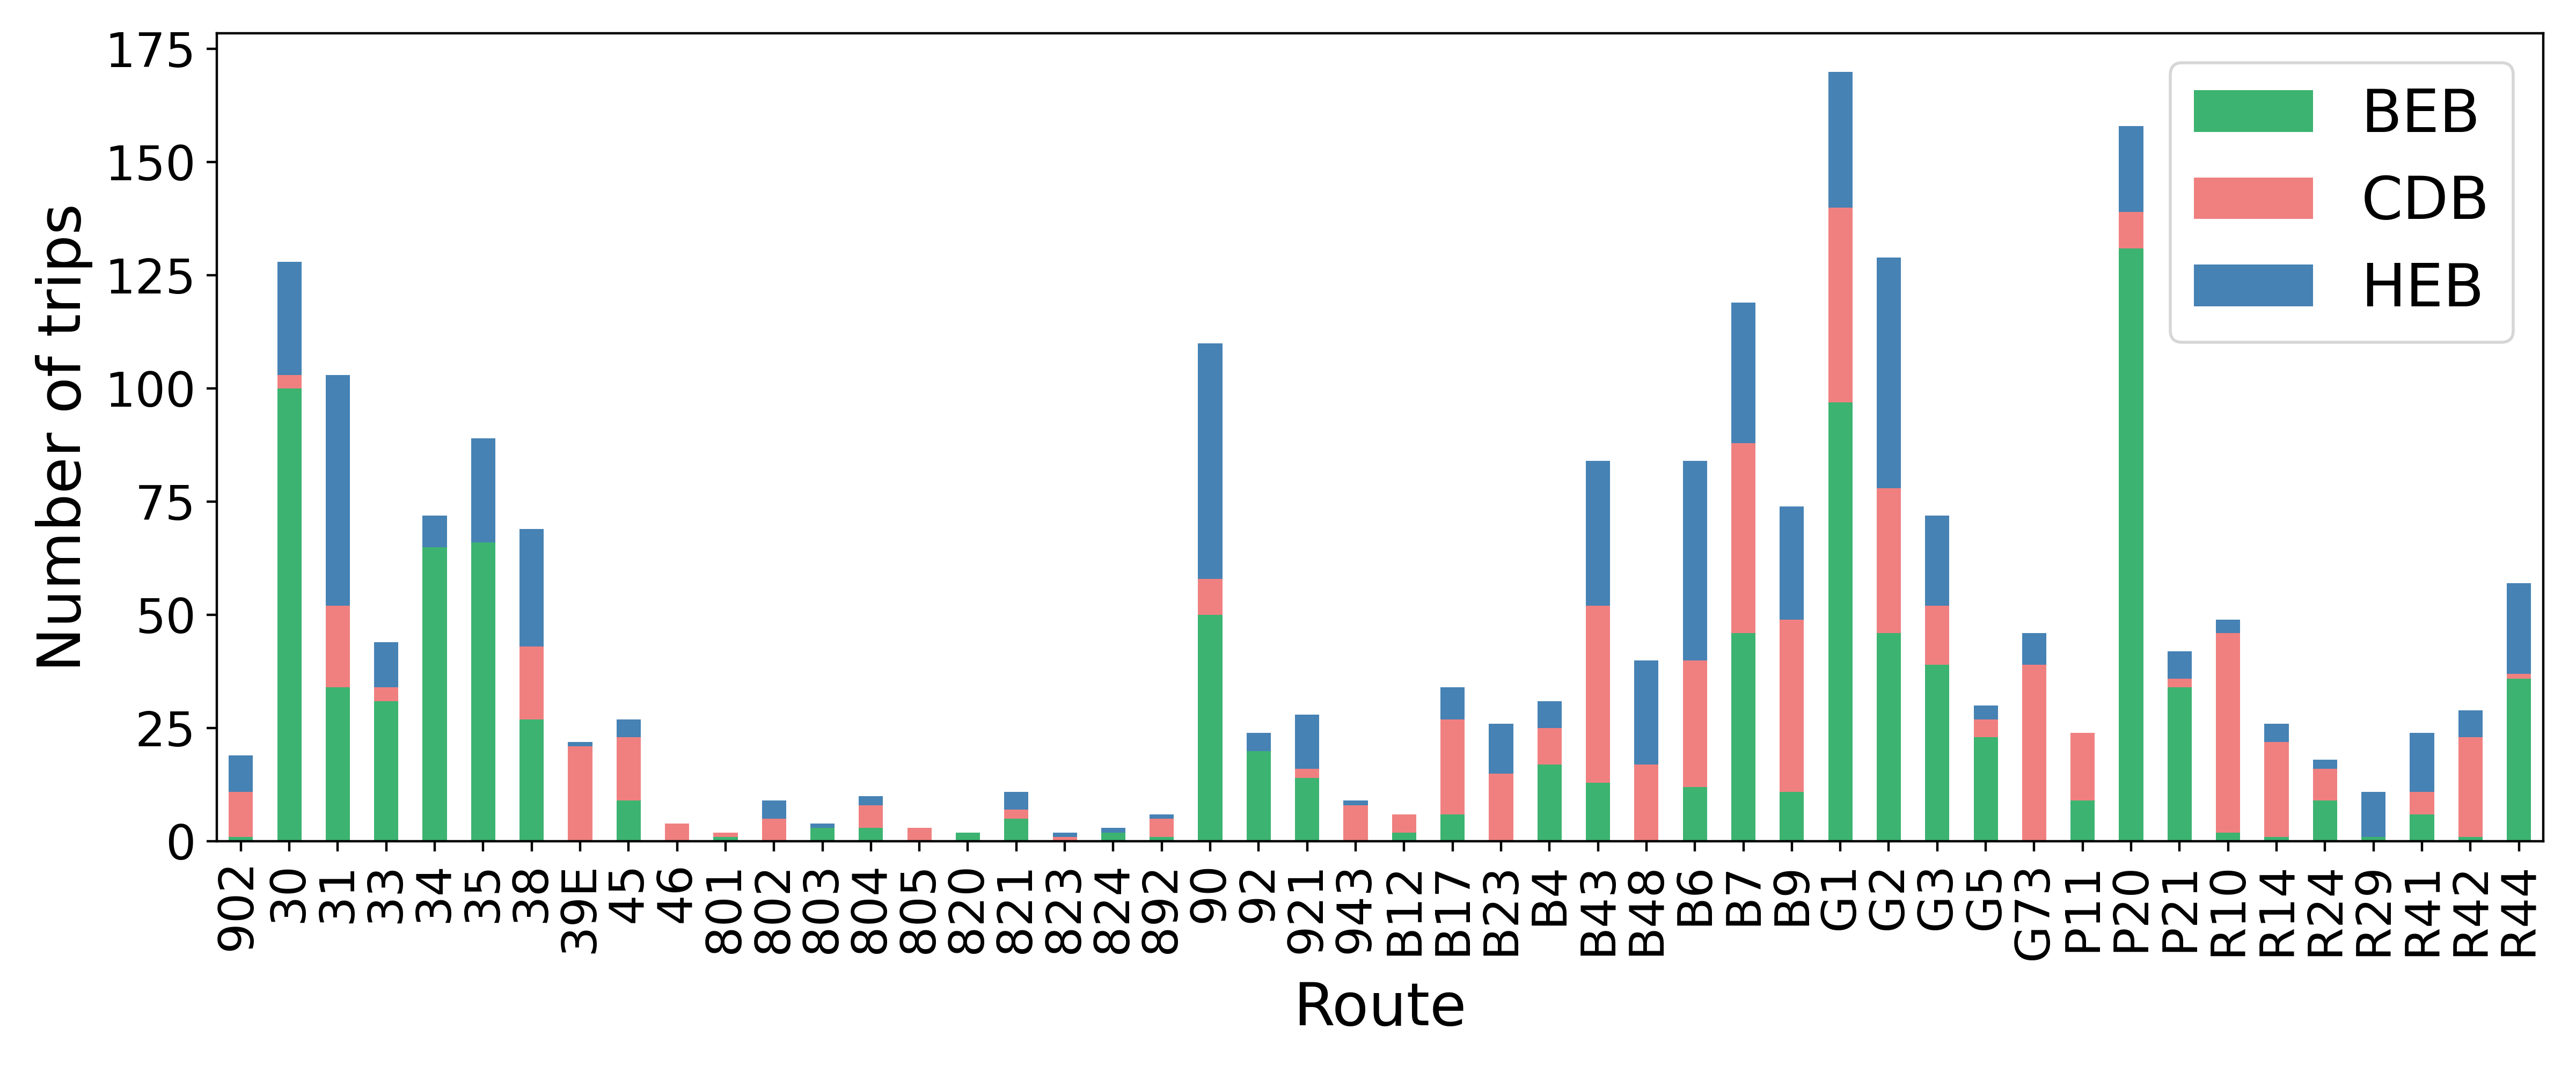 175
150
125
100
75
50
25
0
Number of trips
BEB
CDB
HEB
902
30
31
33
34
35
38
39E
45
46
801
802
803
804
805
820
821
823
824
892
90
92
921
943
B12
B17
B23
B4
B43
B48
B6
B7
B9
G1
G2
G3
G5
G73
P11
P20
P21
R10
R14
R24
R29
R41
R42
R44
Route